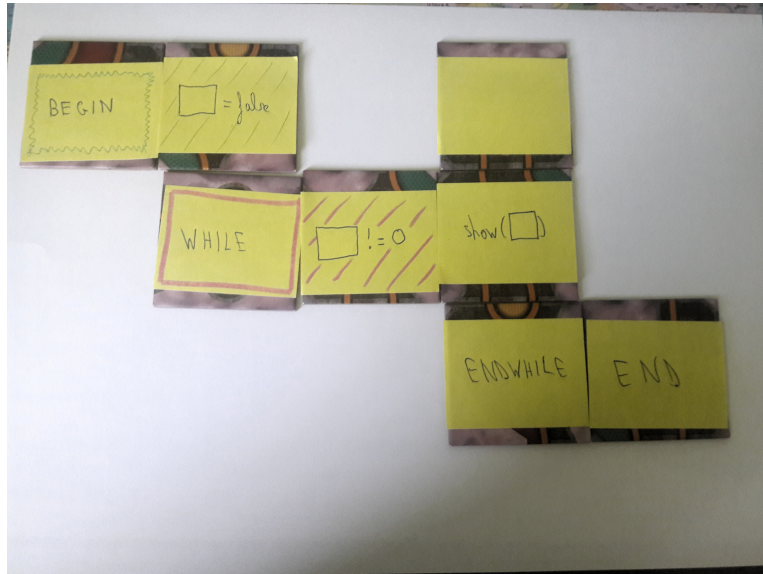 BEGIN
□ = false
WHILE
□ != 0
show(□)
ENDWHILE
END